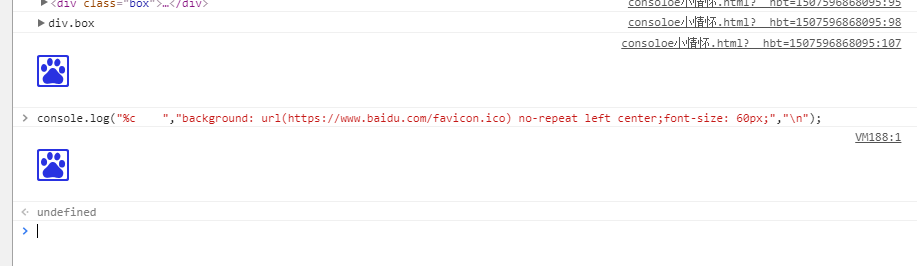 <div class="box">…</div>
consoloe小情怀.html?__hbt=1507596868095:95
div.box
consoloe小情怀.html?__hbt=1507596868095:98
consoloe小情怀.html?__hbt=1507596868095:107
console.log("%c    ","background: url(https://www.baidu.com/favicon.ico) no-repeat left center;font-size: 60px;","\n");
VM188:1
undefined